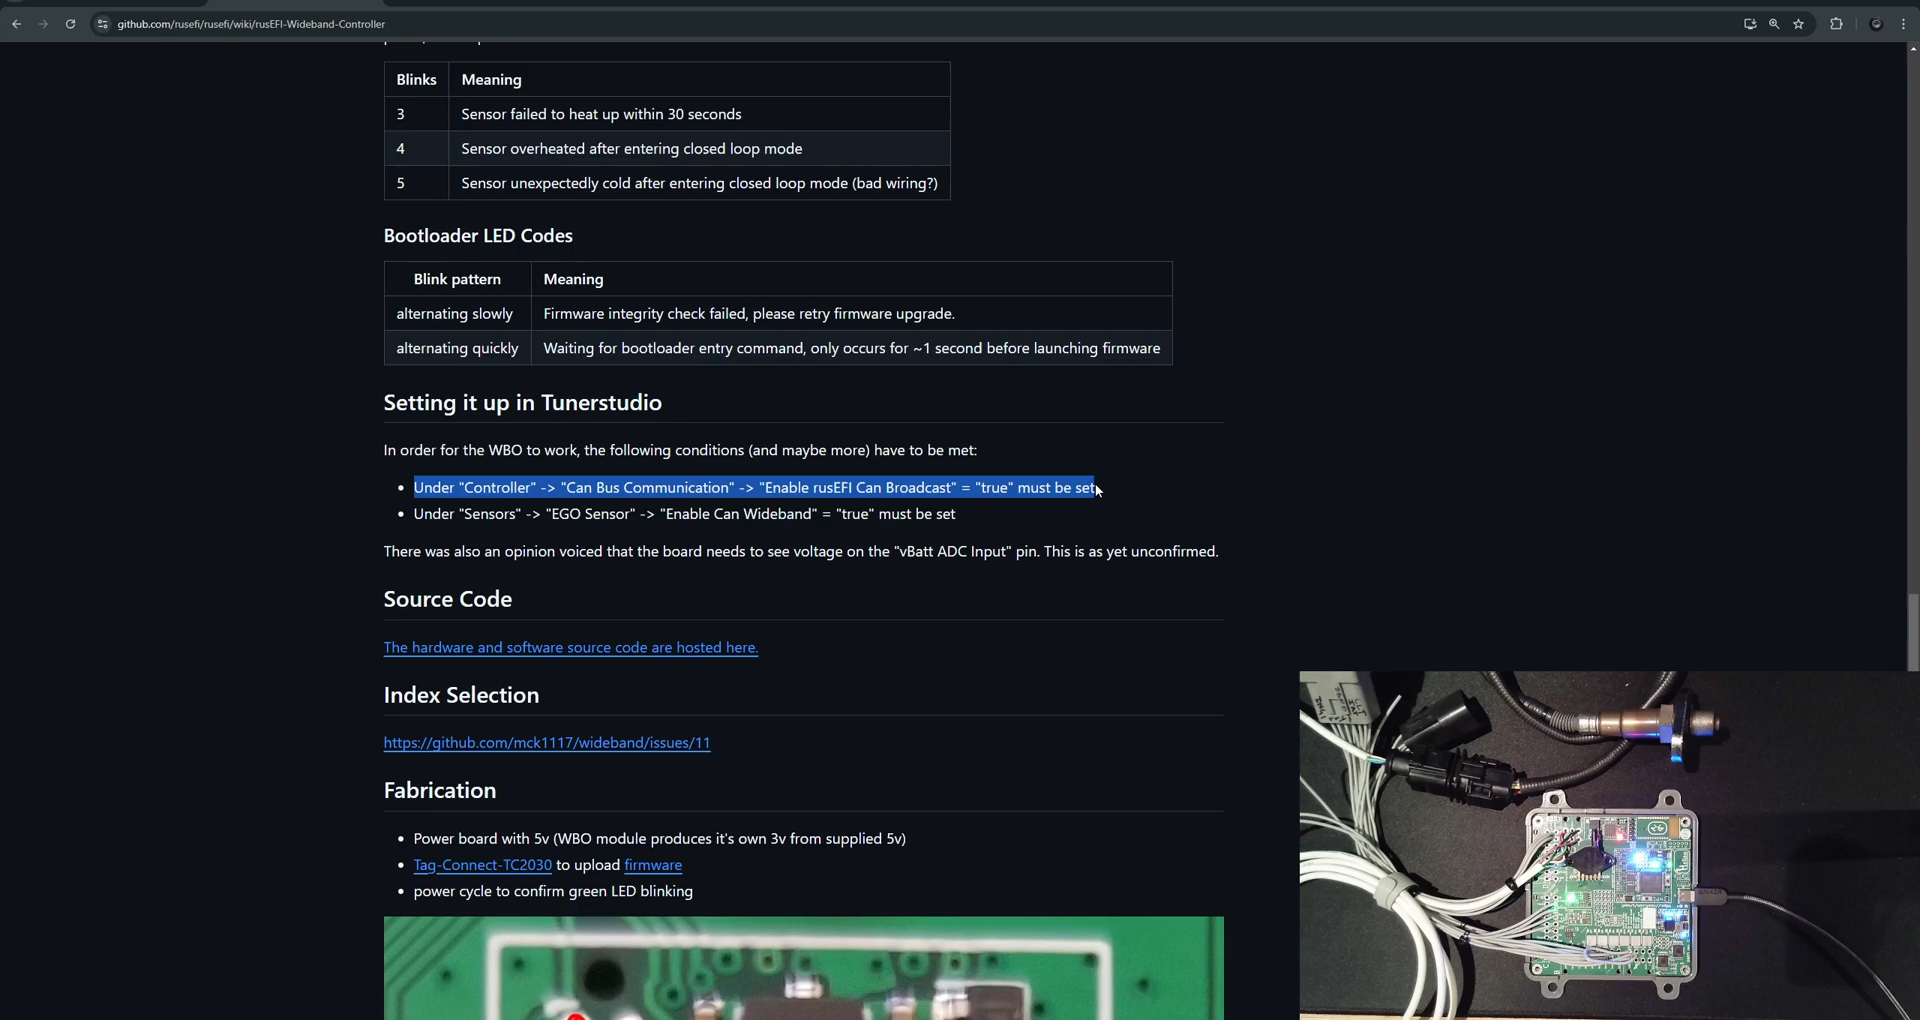 github.com/rusefi/rusefi/wiki/rusEFI-Wideband-Controller
Blinks Meaning
3 Sensor failed to heat up within 30 seconds
4 Sensor overheated after entering closed loop mode
5 Sensor unexpectedly cold after entering closed loop mode (bad wiring?)
Bootloader LED Codes
Blink pattern Meaning
alternating slowly Firmware integrity check failed, please retry firmware upgrade.
alternating quickly Waiting for bootloader entry command, only occurs for ~1 second before launching firmware
Setting it up in Tunerstudio
In order for the WBO to work, the following conditions (and maybe more) have to be met:
• Under "Controller" -> "Can Bus Communication" -> "Enable rusEFI Can Broadcast" = "true" must be set
• Under "Sensors" -> "EGO Sensor" -> "Enable Can Wideband" = "true" must be set
There was also an opinion voiced that the board needs to see voltage on the "vBatt ADC Input" pin. This is as yet unconfirmed.
Source Code
The hardware and software source code are hosted here.
Index Selection
https://github.com/mck1117/wideband/issues/11
Fabrication
• Power board with 5v (WBO module produces it's own 3v from supplied 5v)
• Tag-Connect-TC2030 to upload firmware
• power cycle to confirm green LED blinking